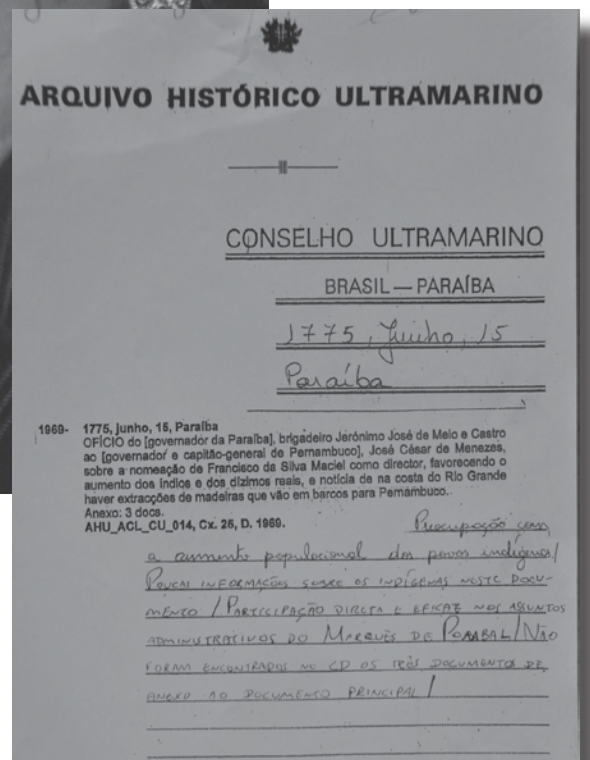 ARQUIVO HISTÓRICO ULTRAMARINO
CONSELHO ULTRAMARINO
BRASIL — PARAÍBA
1775, Junho, 15
Paraíba
1969- 1775, Junho, 15, Paraíba
OFÍCIO do [governador da Paraíba], brigadeiro Jerónimo José de Melo e Castro
ao [governador e capitão-general de Pernambuco], José César de Menezes,
sobre a nomeação de Francisco da Silva Maciel como director, favorecendo o
aumento dos índios e dos dízimos reais, e notícia de na costa do Rio Grande
haver extracções de madeiras que vão em barcos para Pernambuco.
Anexo: 3 docs.
AHU_ACL_CU_014, Cx. 25, D. 1969.
Preocupação com
o aumento populacional dos povos indígenas/
POUCAS INFORMAÇÕES SOBRE OS INDÍGENAS NESTE DOCU-
MENTO / PARTICIPAÇÃO DIRETA E EFICAZ NOS ASSUNTOS
ADMINISTRATIVOS DO MARQUÊS DE POMBAL / NÃO
FORAM ENCONTRADOS NO CD OS TRÊS DOCUMENTOS DE
ANEXO AO DOCUMENTO PRINCIPAL /